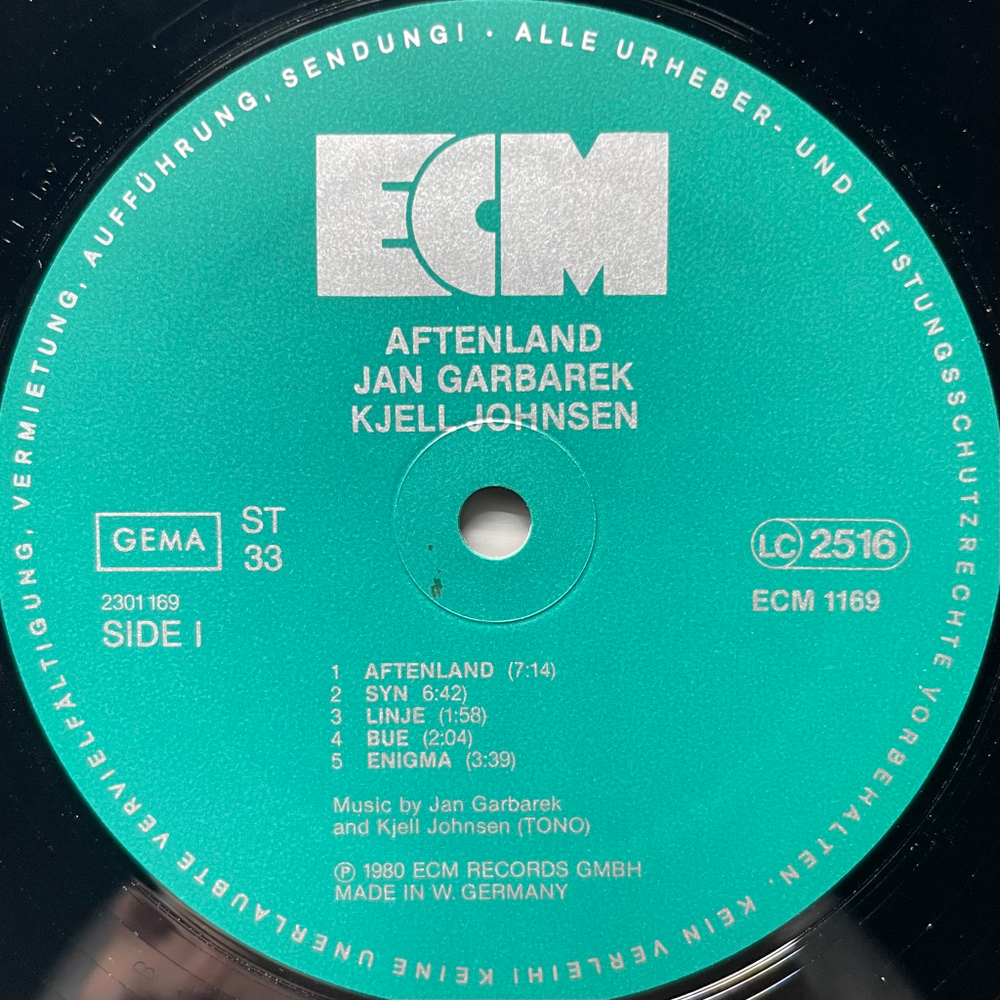 ALLE URHEBER- UND LEISTUNGSSCHUTZRECHTE VORBEHALTEN. KEIN VERLEIH! KEINE UNERLAUBTE VERVIELFÄLTIGUNG, VERMIETUNG, AUFFÜHRUNG, SENDUNG! ·
ECM
AFTENLAND
JAN GARBAREK
KJELL JOHNSEN
GEMA
ST
33
2301169
SIDE I
LC 2516
ECM 1169
1 AFTENLAND (7:14)
2 SYN 6:42)
3 LINJE (1:58)
4 BUE (2:04)
5 ENIGMA (3:39)
Music by Jan Garbarek
and Kjell Johnsen (TONO)
℗ 1980 ECM RECORDS GMBH
MADE IN W. GERMANY